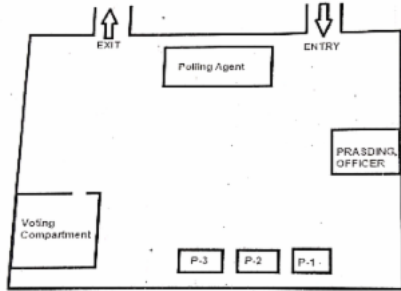 EXIT
ENTRY
Polling Agent
PRASDING,
OFFICER
Voting
Compartment
P-3
P-2
P-1